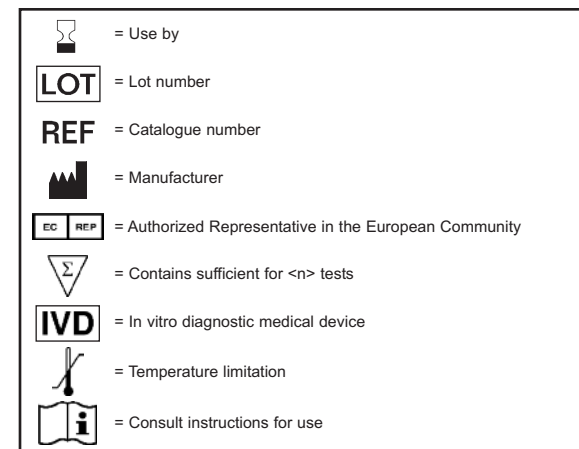 = Use by
LOT = Lot number
REF = Catalogue number
= Manufacturer
EC REP = Authorized Representative in the European Community
Σ = Contains sufficient for <n> tests
IVD = In vitro diagnostic medical device
= Temperature limitation
i = Consult instructions for use